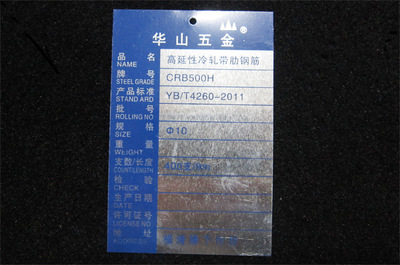 华山五金
品名 高延性冷轧带肋钢筋
NAME
牌号 CRB500H
STEEL GRADE
产品标准 YB/T4260-2011
STAND ARD
批号
ROLLING NO
规格 Φ10
SIZE
重量
WEIGHT
支数/长度
COUNT/LENGTH
检验
CHECK
生产日期
DATE
许可证号
LICENSE NO
地址
ADDRESS